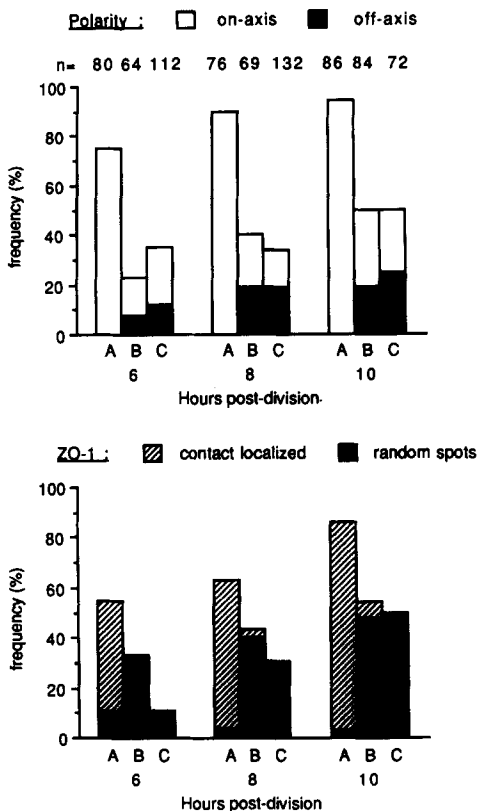 Polarity : on-axis off-axis
n= 80 64 112 76 69 132 86 84 72
100
80
60
40
20
0
frequency (%)
A B C A B C A B C
6 8 10
Hours post-division.
ZO-1 : contact localized random spots
100
80
60
40
20
0
frequency (%)
A B C A B C A B C
6 8 10
Hours post-division